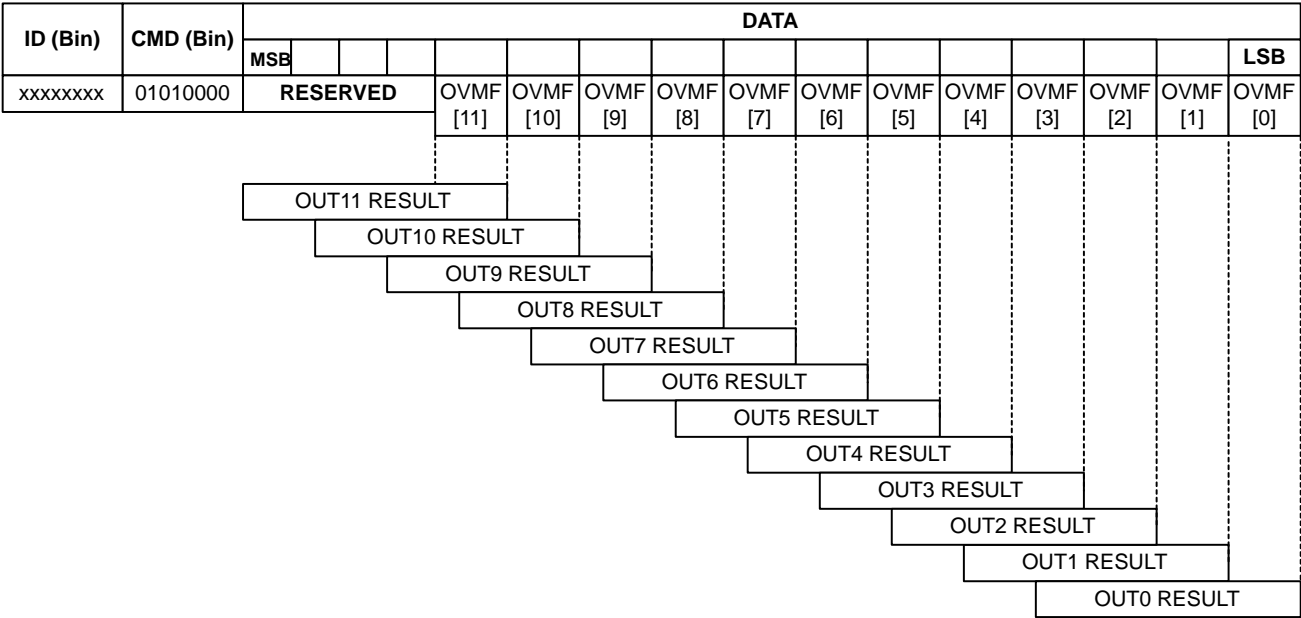 DATA
ID (Bin) CMD (Bin)
MSB LSB
xxxxxxxx 01010000 RESERVED OVMF OVMF OVMF OVMF OVMF OVMF OVMF OVMF OVMF OVMF OVMF OVMF
[11] [10] [9] [8] [7] [6] [5] [4] [3] [2] [1] [0]
OUT11 RESULT
OUT10 RESULT
OUT9 RESULT
OUT8 RESULT
OUT7 RESULT
OUT6 RESULT
OUT5 RESULT
OUT4 RESULT
OUT3 RESULT
OUT2 RESULT
OUT1 RESULT
OUT0 RESULT